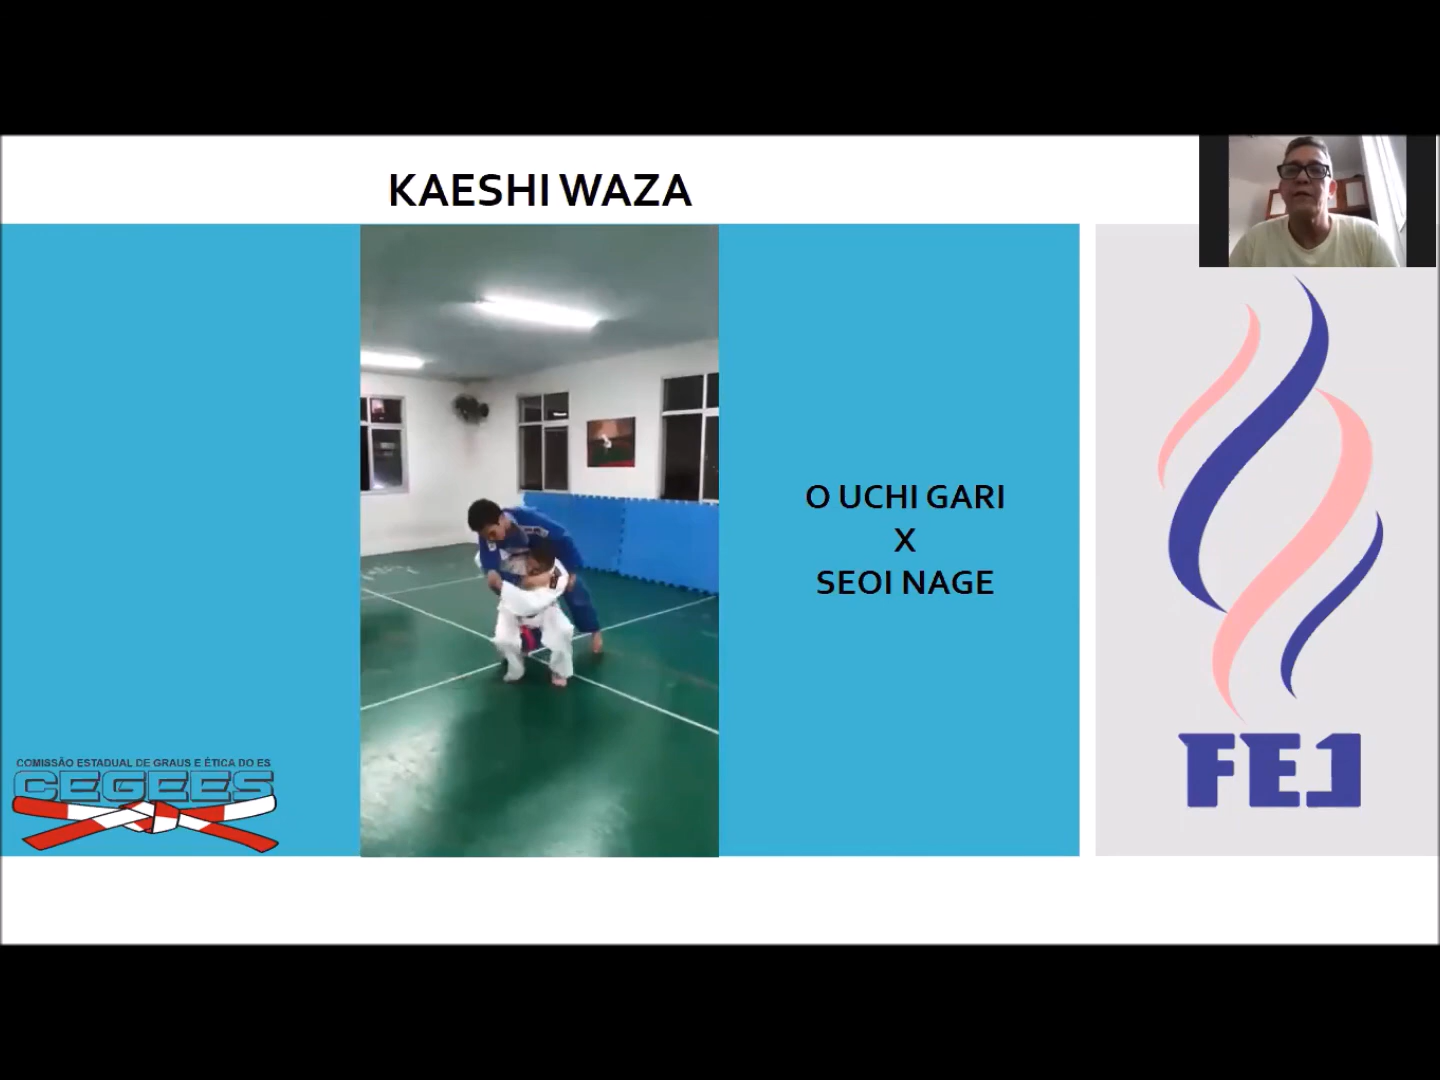 KAESHI WAZA
O UCHI GARI
X
SEOI NAGE
COMISSÃO ESTADUAL DE GRAUS E ÉTICA DO ES
CEGEES
FEJ